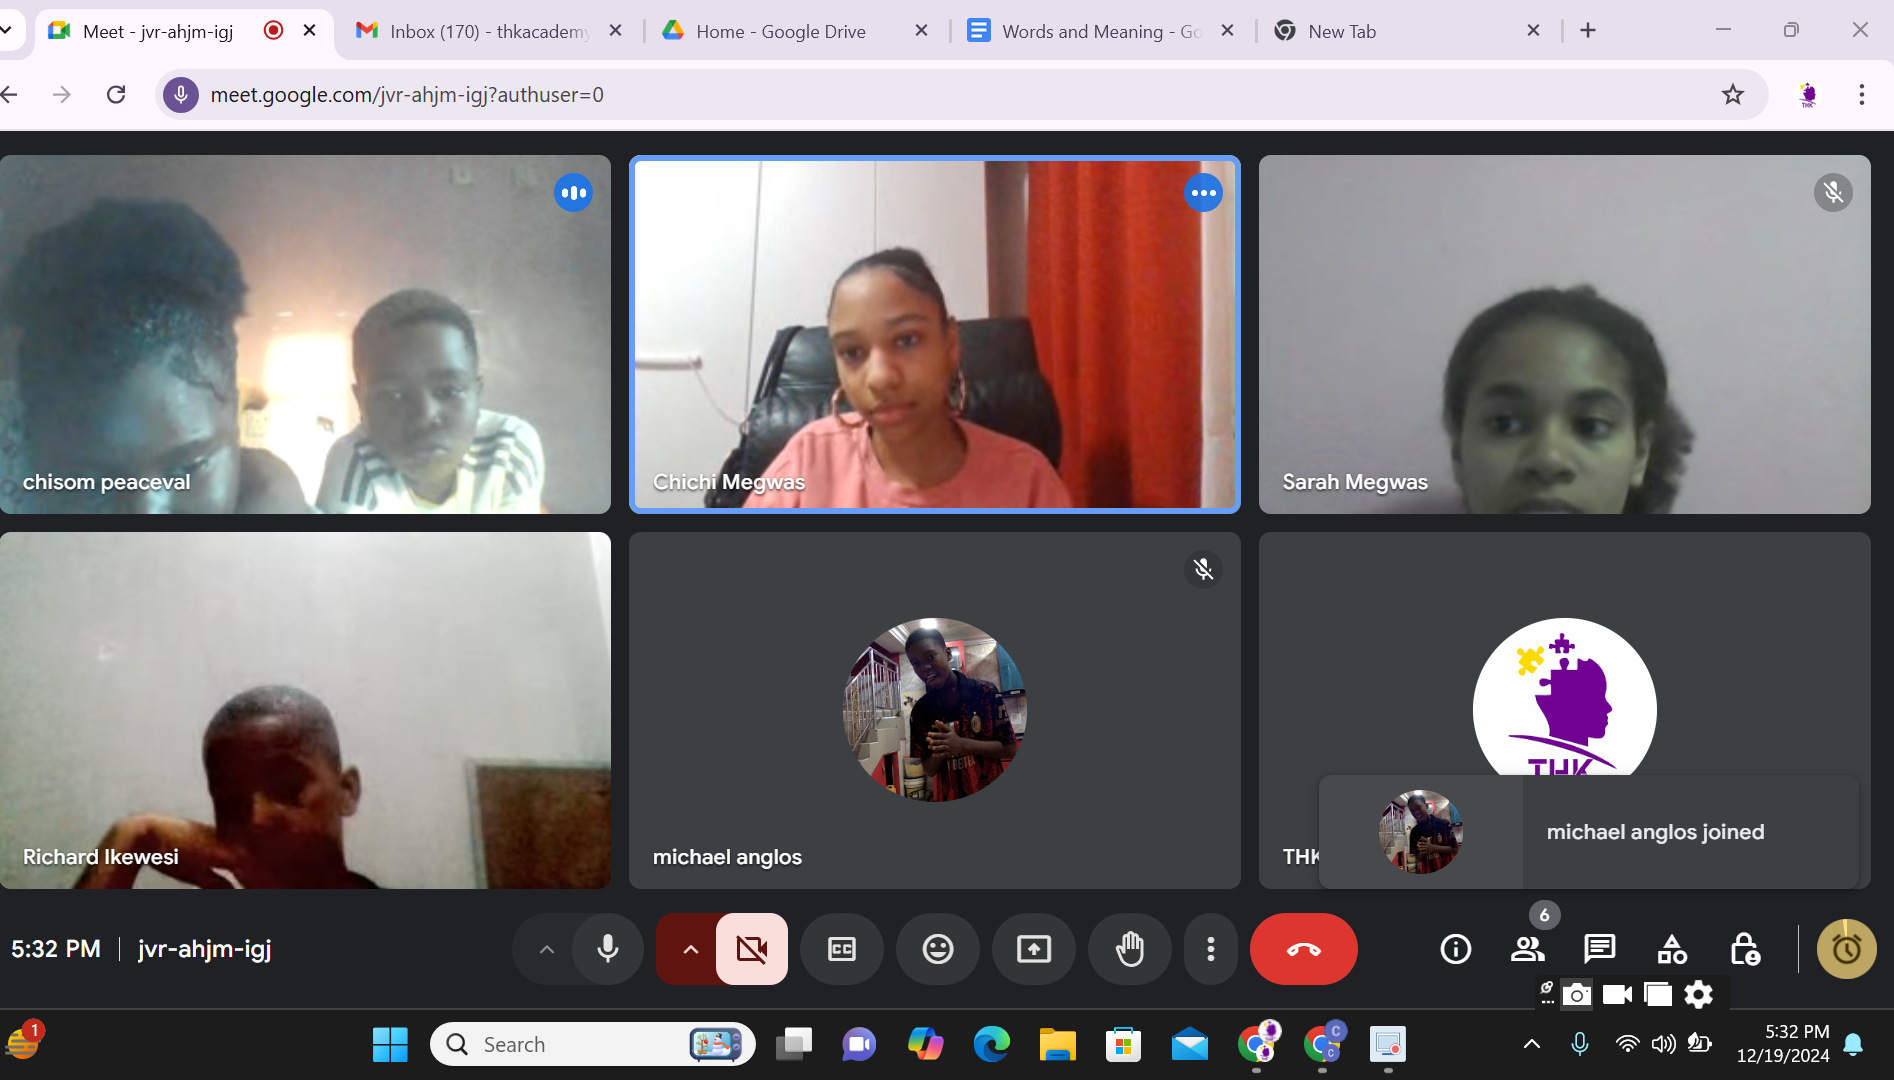 Meet - jvr-ahjm-igj
Inbox (170) - thkacademy
Home - Google Drive
Words and Meaning - Go
New Tab
meet.google.com/jvr-ahjm-igj?authuser=0
THK
chisom peaceval
Chichi Megwas
Sarah Megwas
THK
michael anglos joined
Richard Ikewesi
michael anglos
THK
6
5:32 PM
jvr-ahjm-igj
CC
1
Search
C
C
5:32 PM
12/19/2024